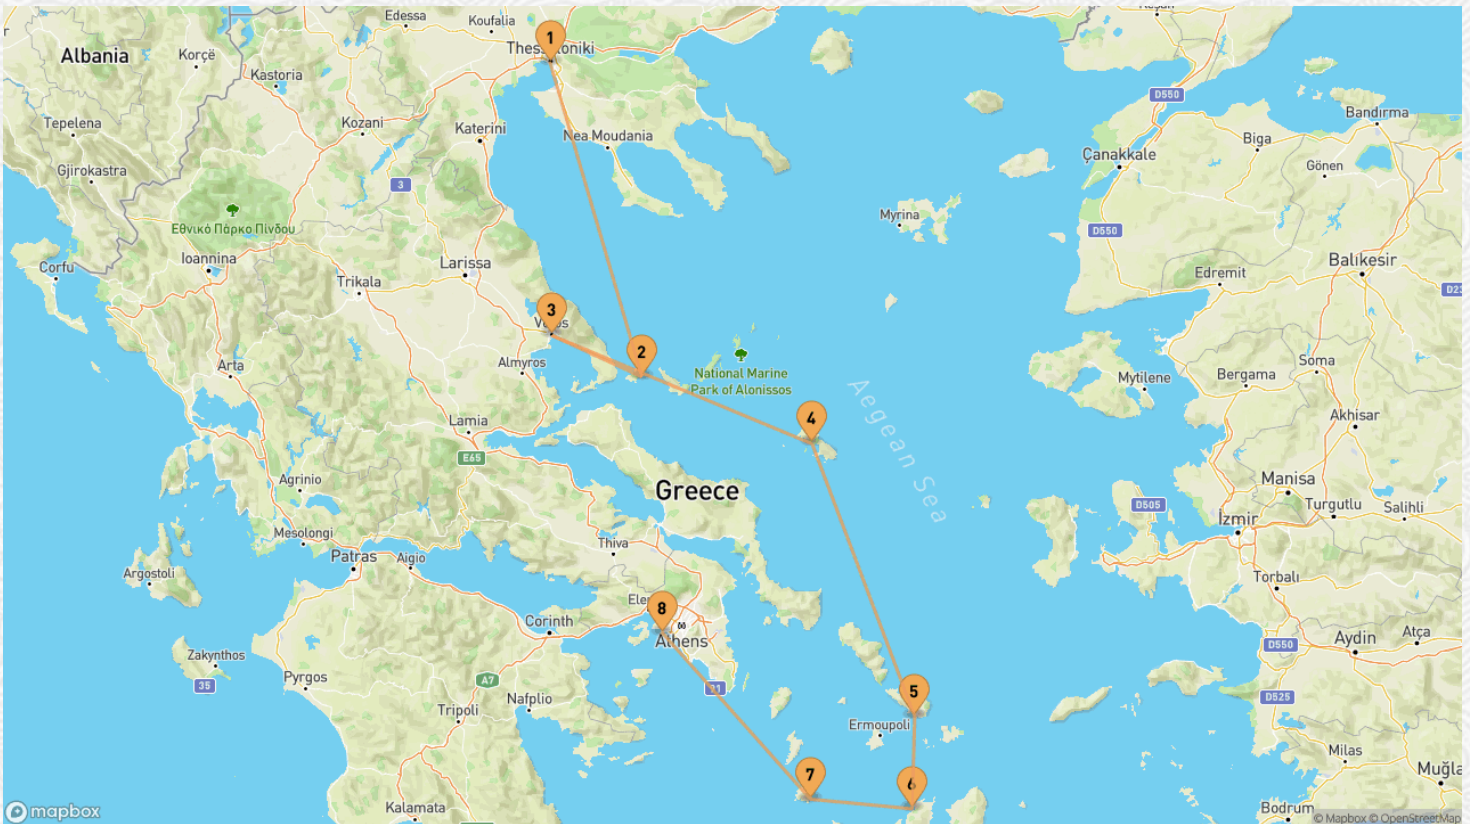 Edessa
Koufalia
Albania
Korçë
1
Thessaloniki
Kastoria
D550
Bandırma
Tepelena
Kozani
Katerini
Nea Moudania
Biga
Çanakkale
Gönen
Gjirokastra
3
Εθνικό Πάρκο Πίνδου
Myrina
D550
Ioannina
Larissa
Corfu
Trikala
Edremit
Balıkesir
3
Almyros
2
National Marine
Park of Alonissos
Arta
Soma
Mytilene
Bergama
Aegean Sea
Akhisar
Lamia
4
E65
Agrinio
Greece
Manisa
D505
Turgutlu
Salihli
İzmir
Mesolongi
Patras
Aigio
Thiva
Argostoli
Torbalı
8
Athens
Corinth
Zakynthos
35
Pyrgos
A7
Nafplio
Tripoli
5
Ermoupoli
D550
Aydin
Atça
D525
7
6
Milas
Muğla
Kalamata
Bodrum
mapbox
© Mapbox © OpenStreetMap